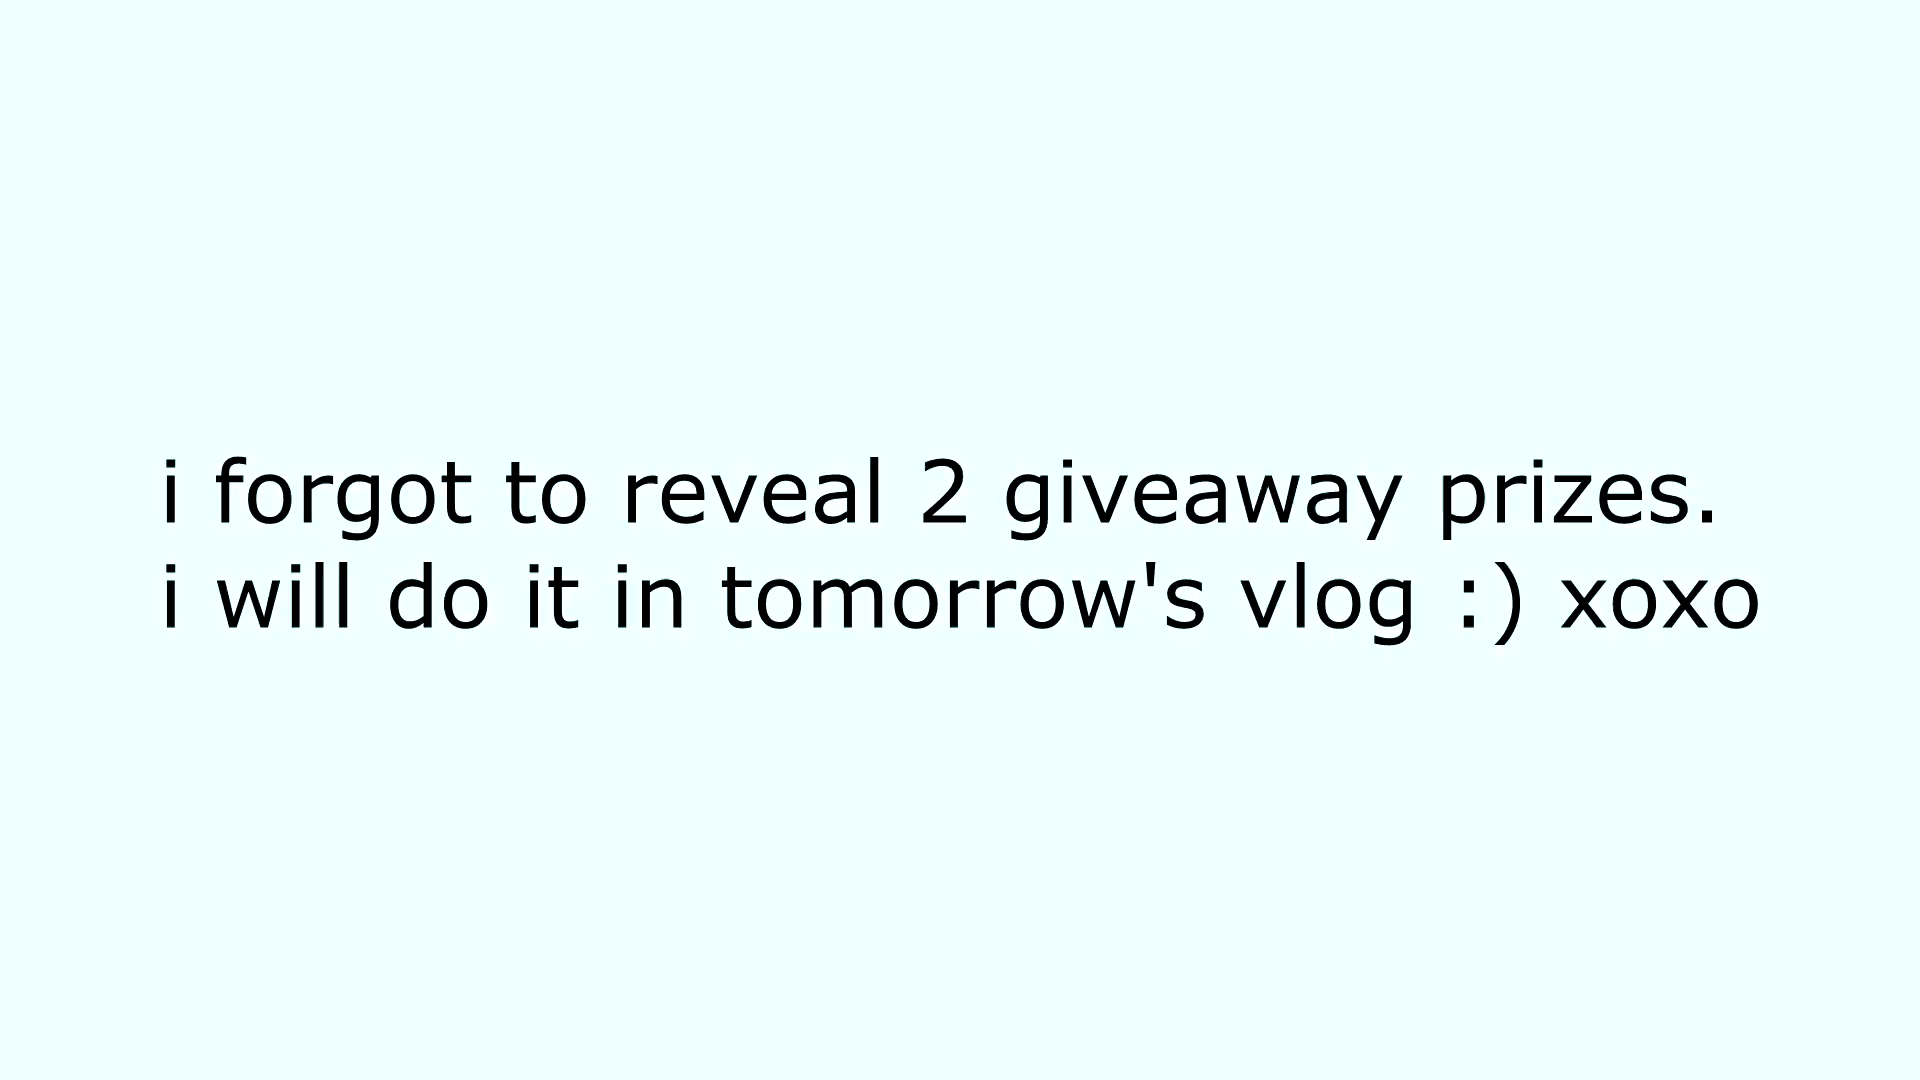 i forgot to reveal 2 giveaway prizes.
i will do it in tomorrow's vlog :) xoxo